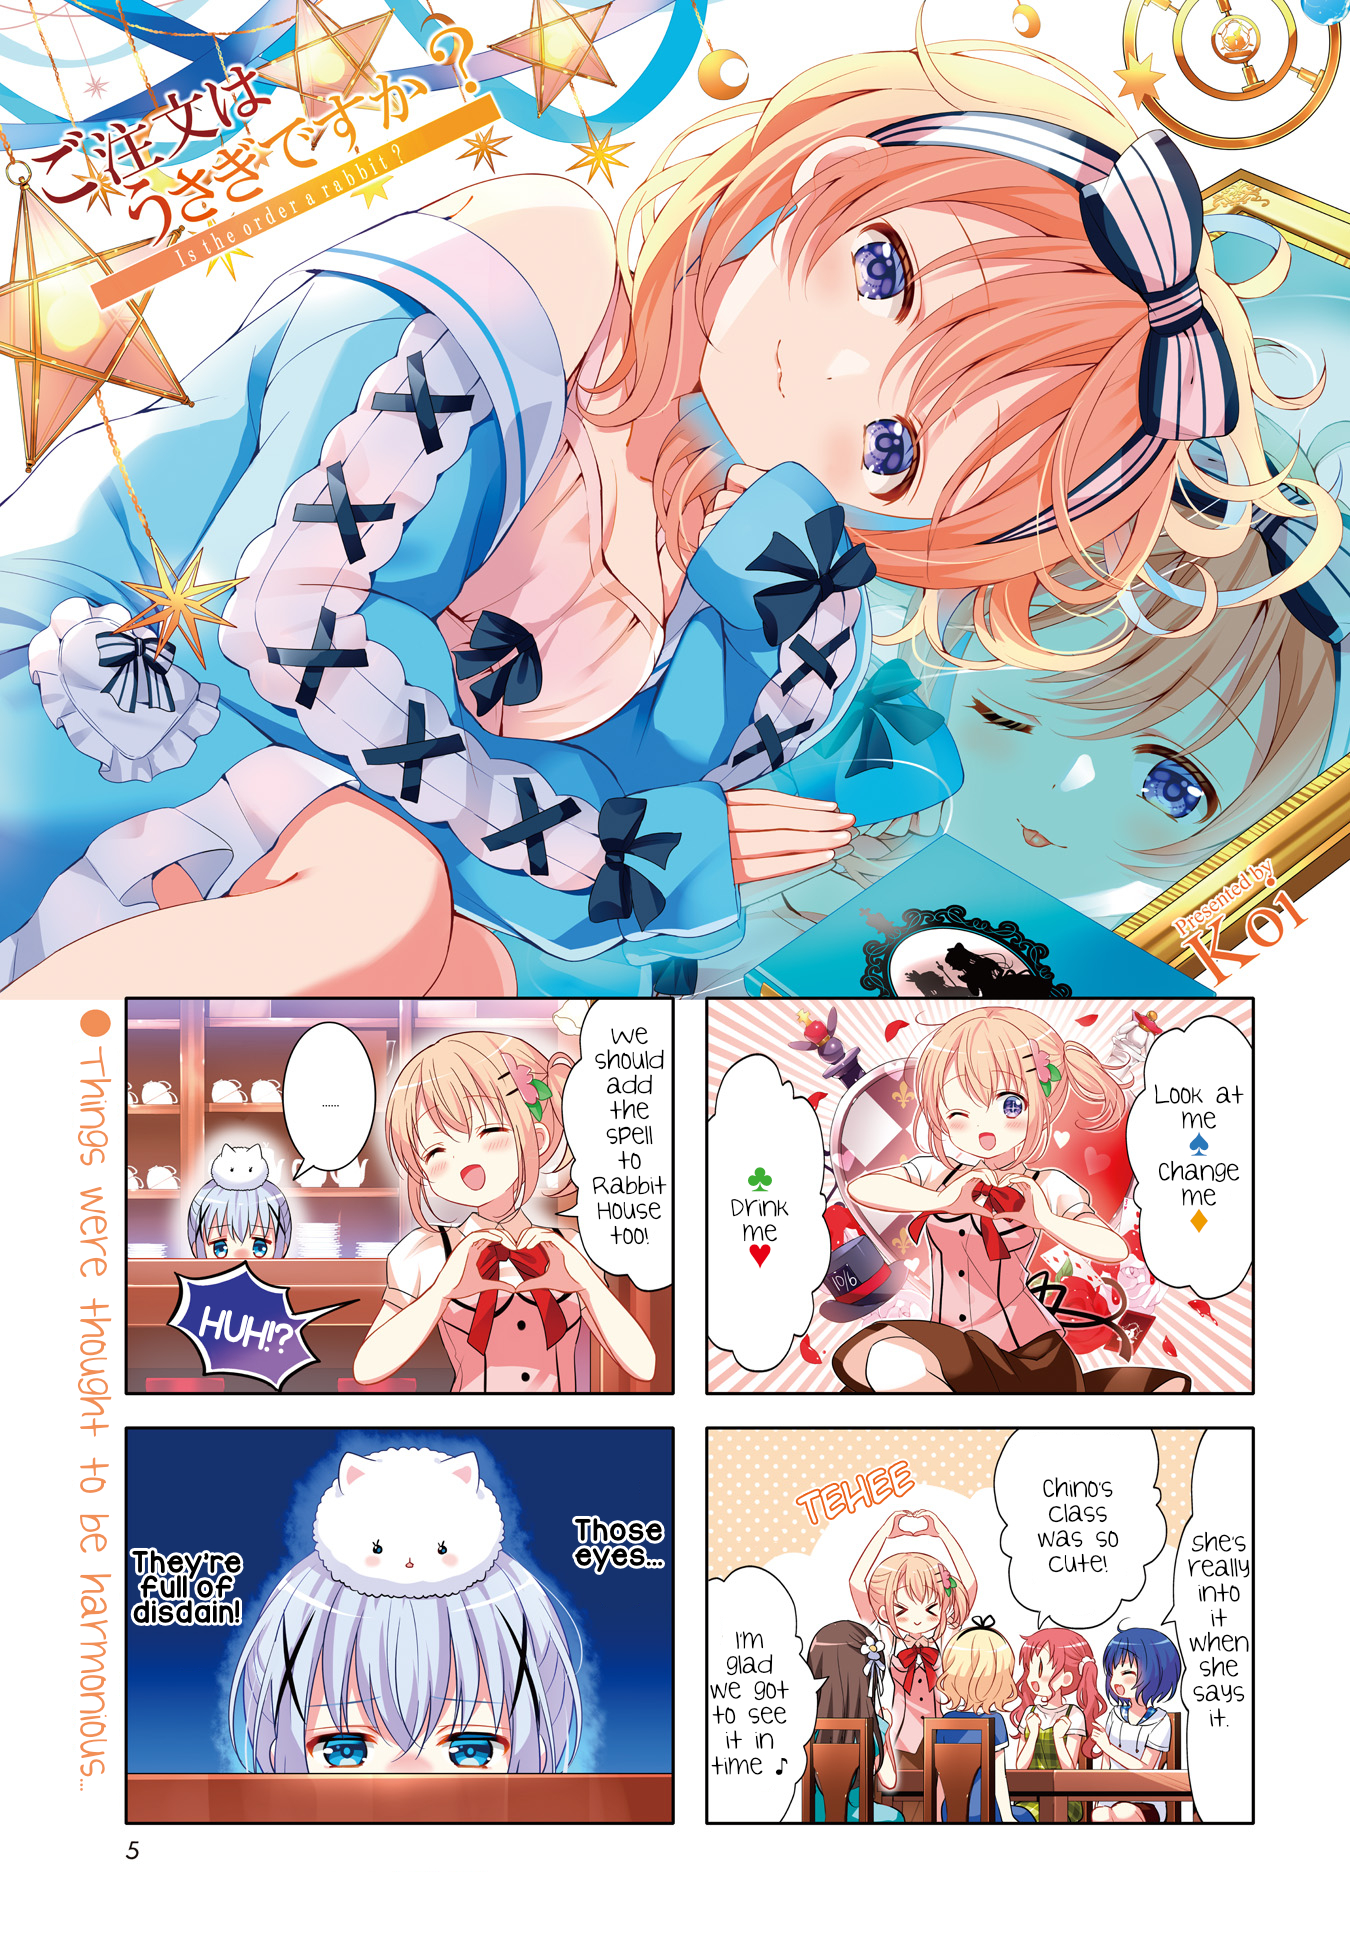 ご注文は
うさぎですか？
Is the order a rabbit?
Presented by
Koi
Look at
me ♠
change
me ♦
♣
Drink
me
♥
10/6
she's
really
into
it
when
she
says
it.
Chino's
class
was so
cute!
TEHEE
I'm
glad
we got
to see
it in
time ♪
We
should
add
the
spell
to
Rabbit
House
too!
......
HUH!?
Those
eyes...
They're
full of
disdain!
●Things were thought to be harmonious...
5